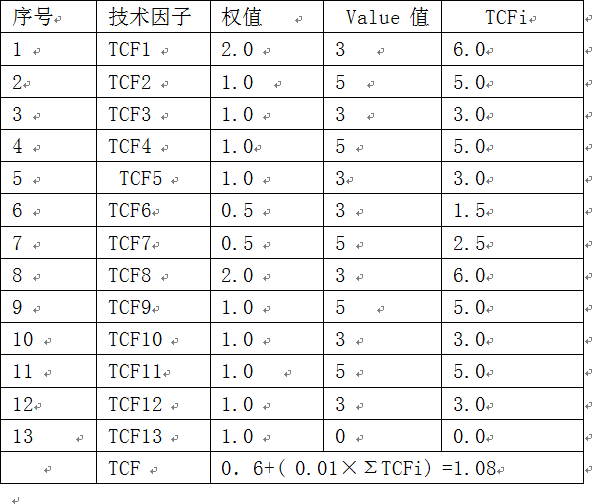 序号 技术因子 权值 Value 值 TCFi
1 TCF1 2.0 3 6.0
2 TCF2 1.0 5 5.0
3 TCF3 1.0 3 3.0
4 TCF4 1.0 5 5.0
5 TCF5 1.0 3 3.0
6 TCF6 0.5 3 1.5
7 TCF7 0.5 5 2.5
8 TCF8 2.0 3 6.0
9 TCF9 1.0 5 5.0
10 TCF10 1.0 3 3.0
11 TCF11 1.0 5 5.0
12 TCF12 1.0 3 3.0
13 TCF13 1.0 0 0.0
TCF 0. 6+( 0.01×ΣTCFi) =1.08